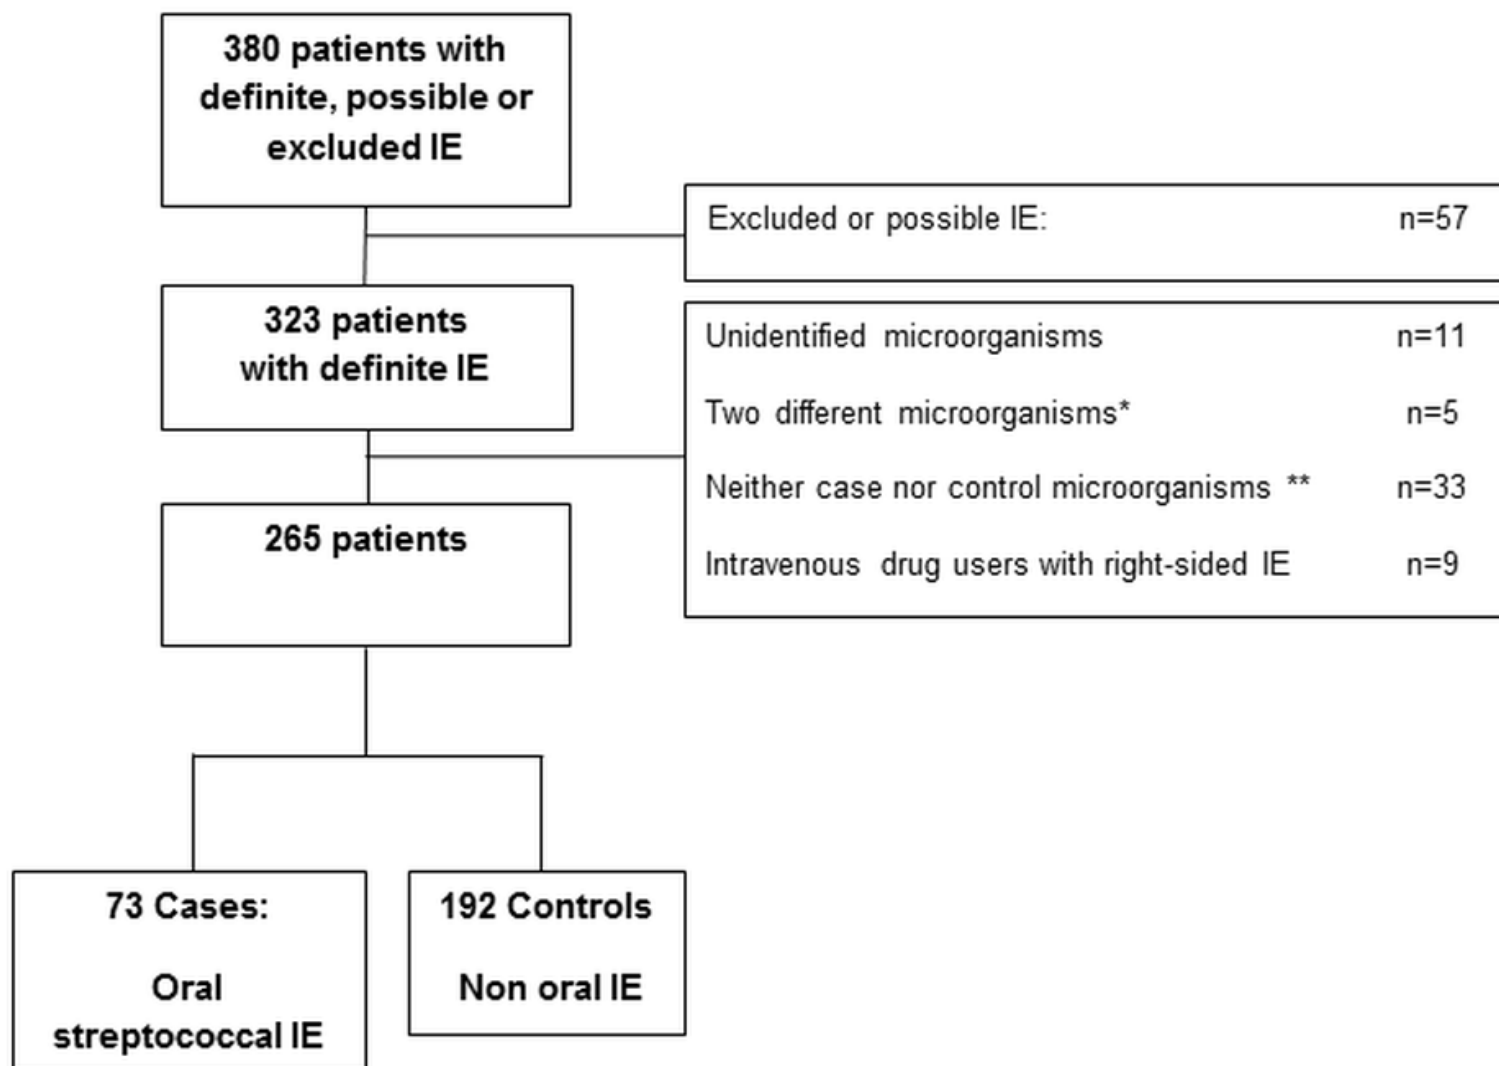 380 patients with
definite, possible or
excluded IE
Excluded or possible IE: n=57
323 patients
with definite IE
Unidentified microorganisms n=11
Two different microorganisms* n=5
Neither case nor control microorganisms ** n=33
Intravenous drug users with right-sided IE n=9
265 patients
73 Cases:
Oral
streptococcal IE
192 Controls
Non oral IE